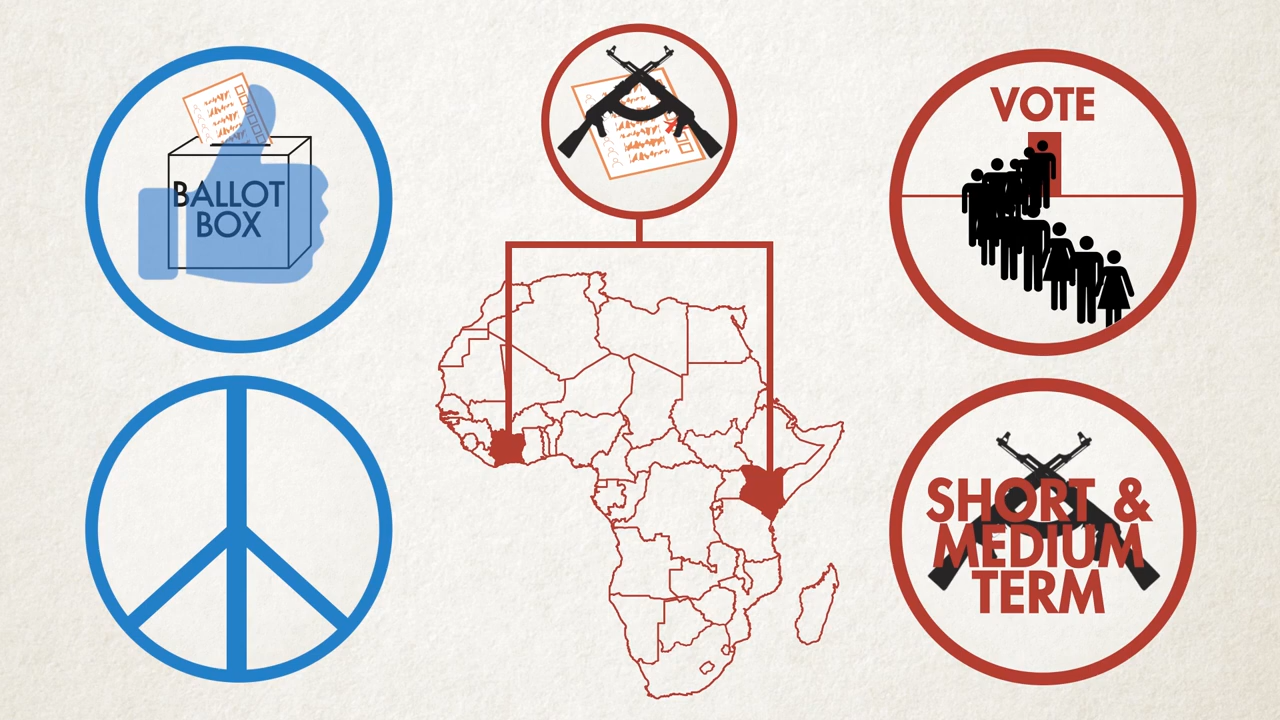 BALLOT
BOX
VOTE
SHORT &
MEDIUM
TERM